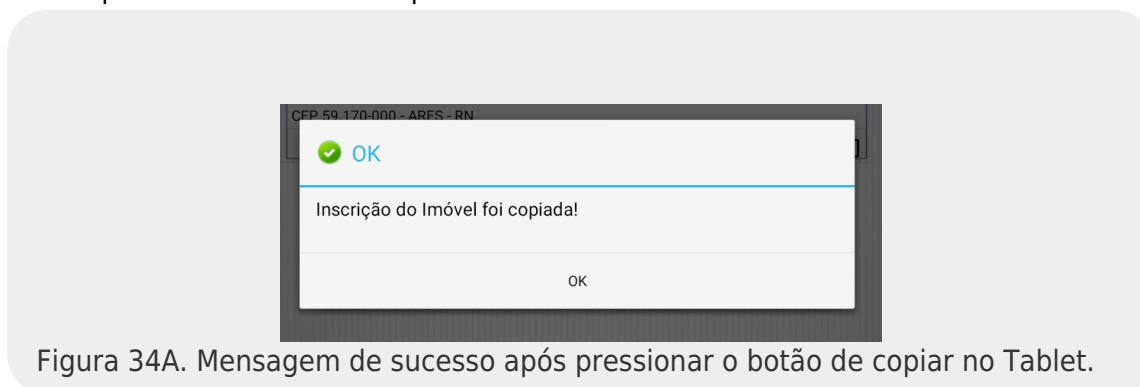 CEP 59.170-000 - ARES - RN
OK
Inscrição do Imóvel foi copiada!
OK
Figura 34A. Mensagem de sucesso após pressionar o botão de copiar no Tablet.